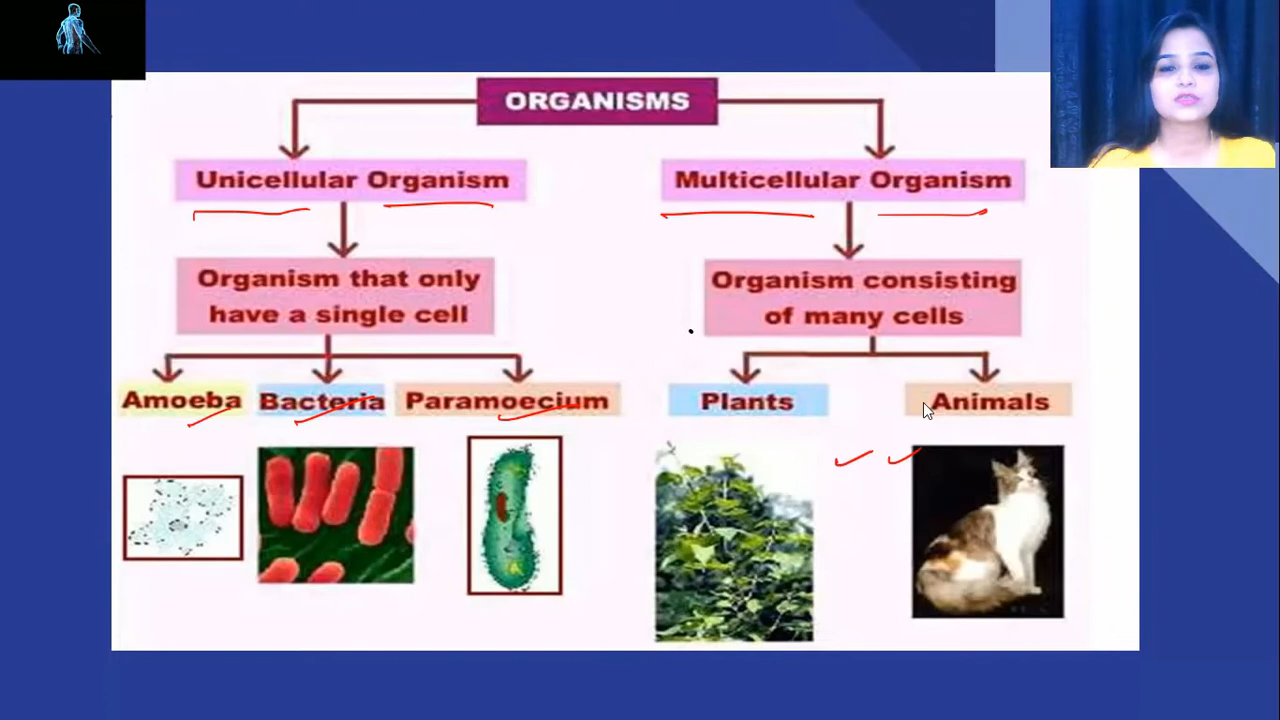 ORGANISMS
Unicellular Organism
Multicellular Organism
Organism that only
have a single cell
Organism consisting
of many cells
Amoeba
Bacteria
Paramoecium
Plants
Animals